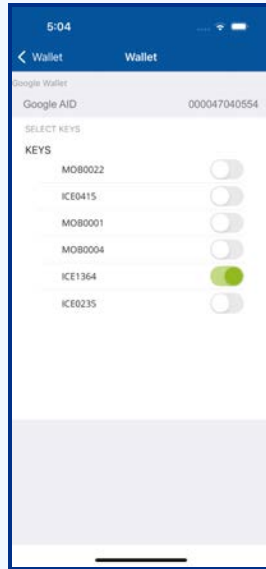 5:04
Wallet Wallet
Google Wallet
Google AID 000047040554
SELECT KEYS
KEYS
MOB0022
ICE0415
MOB0001
MOB0004
ICE1364
ICE0235